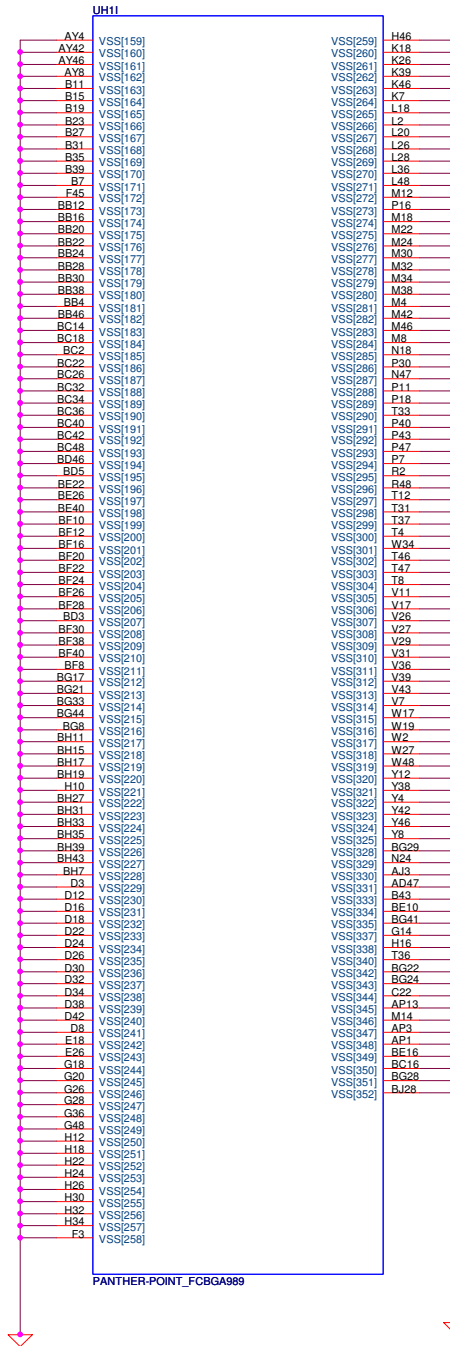 UH1I
AY4 VSS[159]
AY42 VSS[160]
AY46 VSS[161]
AY8 VSS[162]
B11 VSS[163]
B15 VSS[164]
B19 VSS[165]
B23 VSS[166]
B27 VSS[167]
B31 VSS[168]
B35 VSS[169]
B39 VSS[170]
B7 VSS[171]
F45 VSS[172]
BB12 VSS[173]
BB16 VSS[174]
BB20 VSS[175]
BB22 VSS[176]
BB24 VSS[177]
BB28 VSS[178]
BB30 VSS[179]
BB38 VSS[180]
BB4 VSS[181]
BB46 VSS[182]
BC14 VSS[183]
BC18 VSS[184]
BC2 VSS[185]
BC22 VSS[186]
BC26 VSS[187]
BC32 VSS[188]
BC34 VSS[189]
BC36 VSS[190]
BC40 VSS[191]
BC42 VSS[192]
BC48 VSS[193]
BD46 VSS[194]
BD5 VSS[195]
BE22 VSS[196]
BE26 VSS[197]
BE40 VSS[198]
BF10 VSS[199]
BF12 VSS[200]
BF16 VSS[201]
BF20 VSS[202]
BF22 VSS[203]
BF24 VSS[204]
BF26 VSS[205]
BF28 VSS[206]
BD3 VSS[207]
BF30 VSS[208]
BF38 VSS[209]
BF40 VSS[210]
BF8 VSS[211]
BG17 VSS[212]
BG21 VSS[213]
BG33 VSS[214]
BG44 VSS[215]
BG8 VSS[216]
BH11 VSS[217]
BH15 VSS[218]
BH17 VSS[219]
BH19 VSS[220]
H10 VSS[221]
BH27 VSS[222]
BH31 VSS[223]
BH33 VSS[224]
BH35 VSS[225]
BH39 VSS[226]
BH43 VSS[227]
BH7 VSS[228]
D3 VSS[229]
D12 VSS[230]
D16 VSS[231]
D18 VSS[232]
D22 VSS[233]
D24 VSS[234]
D26 VSS[235]
D30 VSS[236]
D32 VSS[237]
D34 VSS[238]
D38 VSS[239]
D42 VSS[240]
D8 VSS[241]
E18 VSS[242]
E26 VSS[243]
G18 VSS[244]
G20 VSS[245]
G26 VSS[246]
G28 VSS[247]
G36 VSS[248]
G48 VSS[249]
H12 VSS[250]
H18 VSS[251]
H22 VSS[252]
H24 VSS[253]
H26 VSS[254]
H30 VSS[255]
H32 VSS[256]
H34 VSS[257]
F3 VSS[258]
VSS[259] H46
VSS[260] K18
VSS[261] K26
VSS[262] K39
VSS[263] K46
VSS[264] K7
VSS[265] L18
VSS[266] L2
VSS[267] L20
VSS[268] L26
VSS[269] L28
VSS[270] L36
VSS[271] L48
VSS[272] M12
VSS[273] P16
VSS[274] M18
VSS[275] M22
VSS[276] M24
VSS[277] M30
VSS[278] M32
VSS[279] M34
VSS[280] M38
VSS[281] M4
VSS[282] M42
VSS[283] M46
VSS[284] M8
VSS[285] N18
VSS[286] P30
VSS[287] N47
VSS[288] P11
VSS[289] P18
VSS[290] T33
VSS[291] P40
VSS[292] P43
VSS[293] P47
VSS[294] P7
VSS[295] R2
VSS[296] R48
VSS[297] T12
VSS[298] T31
VSS[299] T37
VSS[300] T4
VSS[301] W34
VSS[302] T46
VSS[303] T47
VSS[304] T8
VSS[305] V11
VSS[306] V17
VSS[307] V26
VSS[308] V27
VSS[309] V29
VSS[310] V31
VSS[311] V36
VSS[312] V39
VSS[313] V43
VSS[314] V7
VSS[315] W17
VSS[316] W19
VSS[317] W2
VSS[318] W27
VSS[319] W48
VSS[320] Y12
VSS[321] Y38
VSS[322] Y4
VSS[323] Y42
VSS[324] Y46
VSS[325] Y8
VSS[328] BG29
VSS[329] N24
VSS[330] AJ3
VSS[331] AD47
VSS[333] B43
VSS[334] BE10
VSS[335] BG41
VSS[337] G14
VSS[338] H16
VSS[340] T36
VSS[342] BG22
VSS[343] BG24
VSS[344] C22
VSS[345] AP13
VSS[346] M14
VSS[347] AP3
VSS[348] AP1
VSS[349] BE16
VSS[350] BC16
VSS[351] BG28
VSS[352] BJ28
PANTHER-POINT_FCBGA989